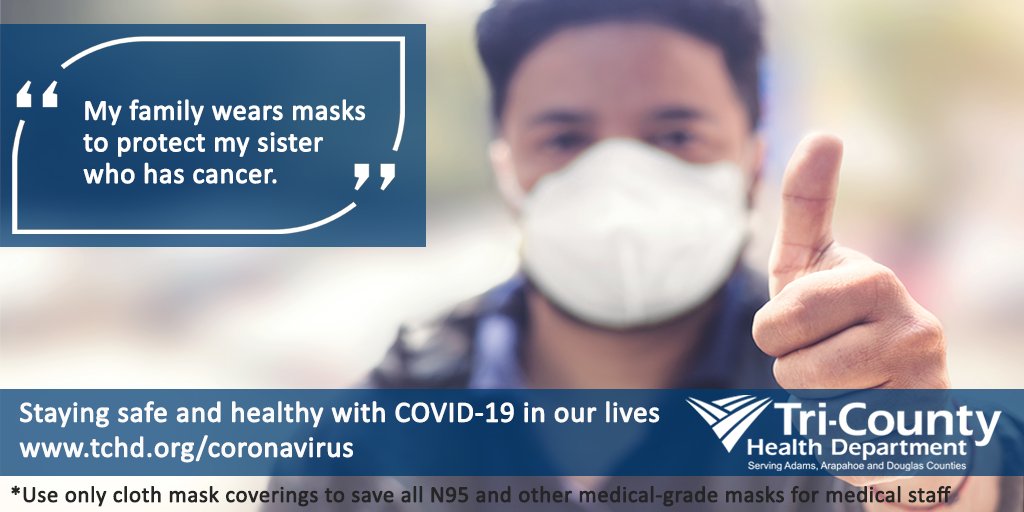 “
My family wears masks
to protect my sister
who has cancer.
”
Staying safe and healthy with COVID-19 in our lives
www.tchd.org/coronavirus
Tri-County
Health Department
Serving Adams, Arapahoe and Douglas Counties
*Use only cloth mask coverings to save all N95 and other medical-grade masks for medical staff